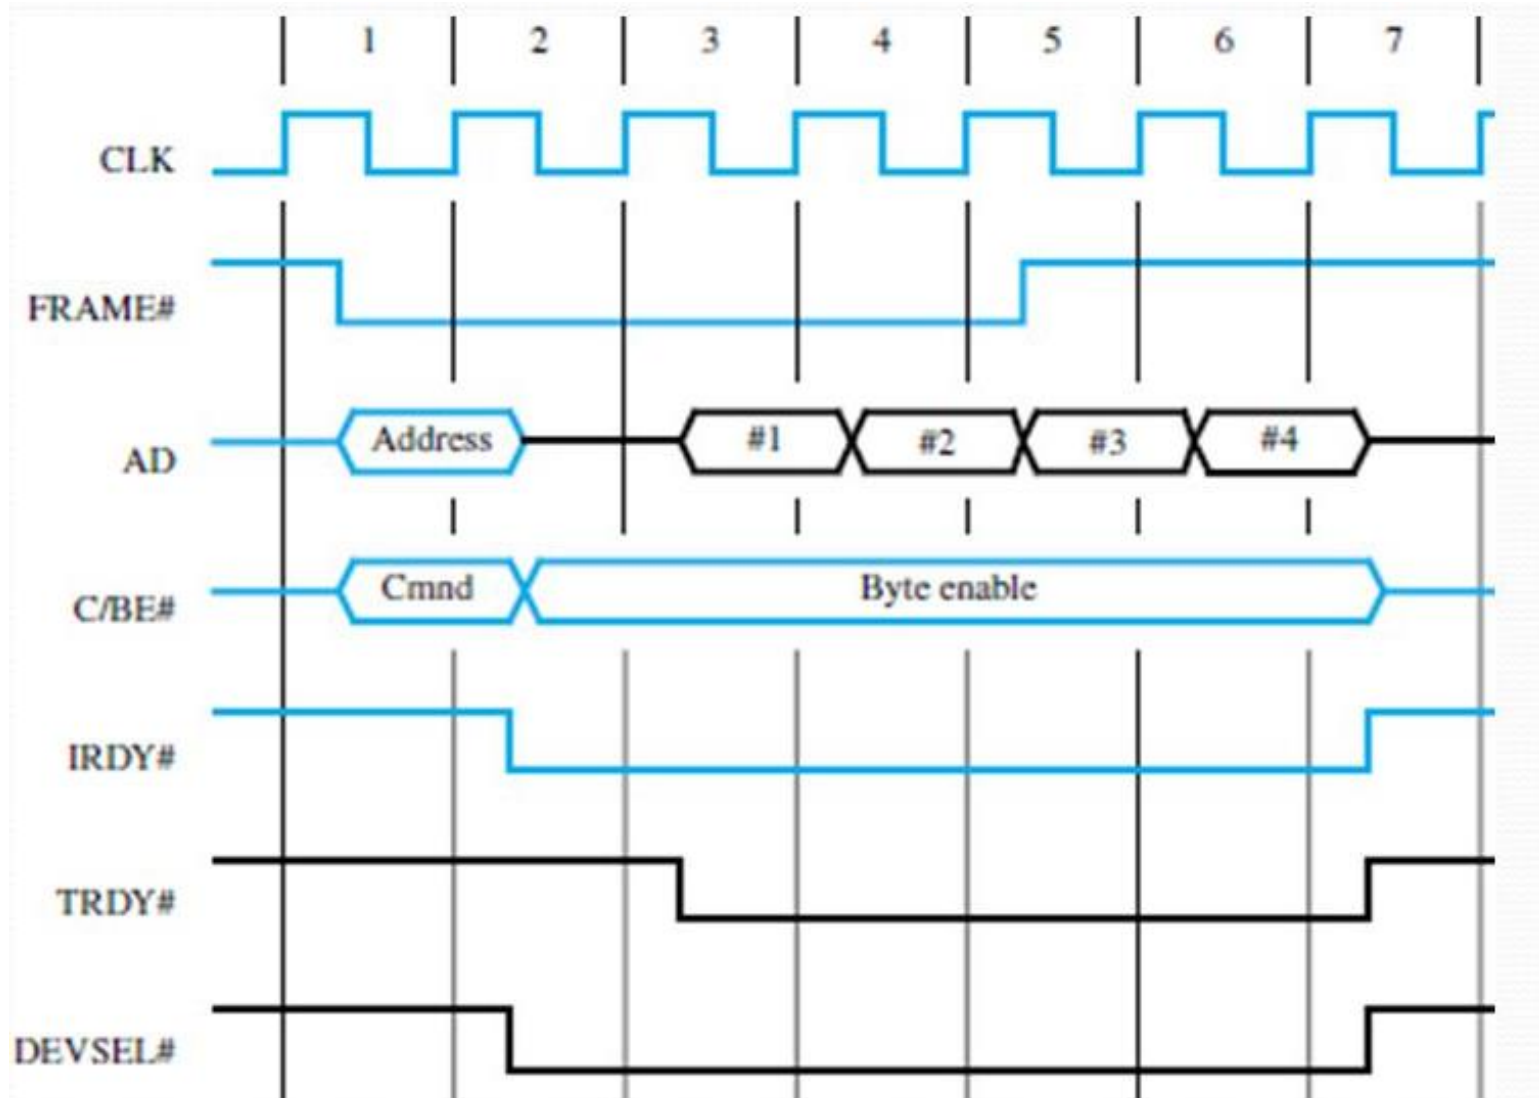 1 2 3 4 5 6 7
CLK
FRAME#
Address #1 #2 #3 #4
AD
Cmnd Byte enable
C/BE#
IRDY#
TRDY#
DEVSEL#